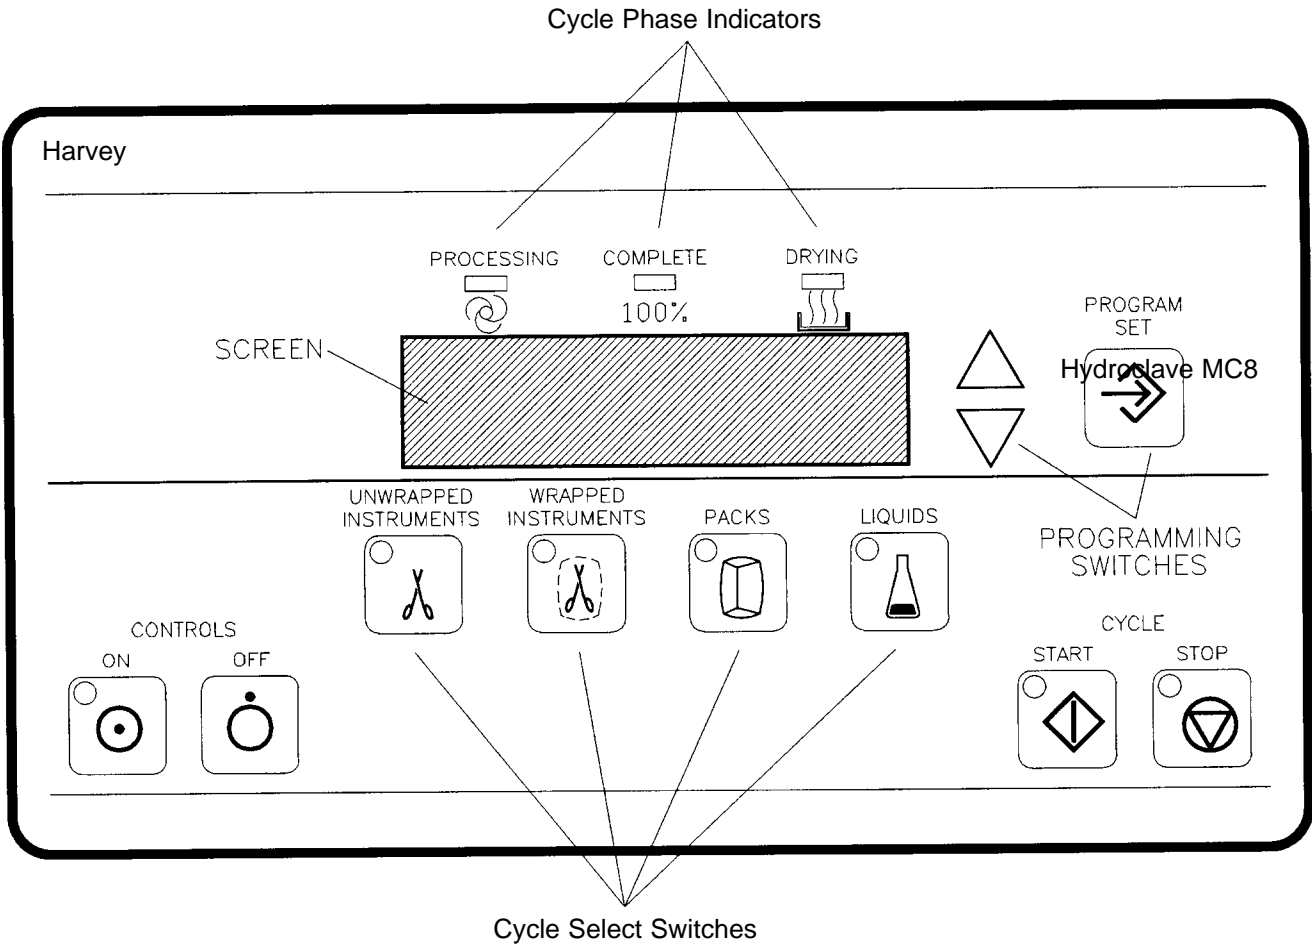 Cycle Phase Indicators
Harvey
PROCESSING
COMPLETE
DRYING
100%
SCREEN
PROGRAM
SET
Hydroclave MC8
UNWRAPPED
INSTRUMENTS
WRAPPED
INSTRUMENTS
PACKS
LIQUIDS
PROGRAMMING
SWITCHES
CONTROLS
ON
OFF
CYCLE
START
STOP
Cycle Select Switches